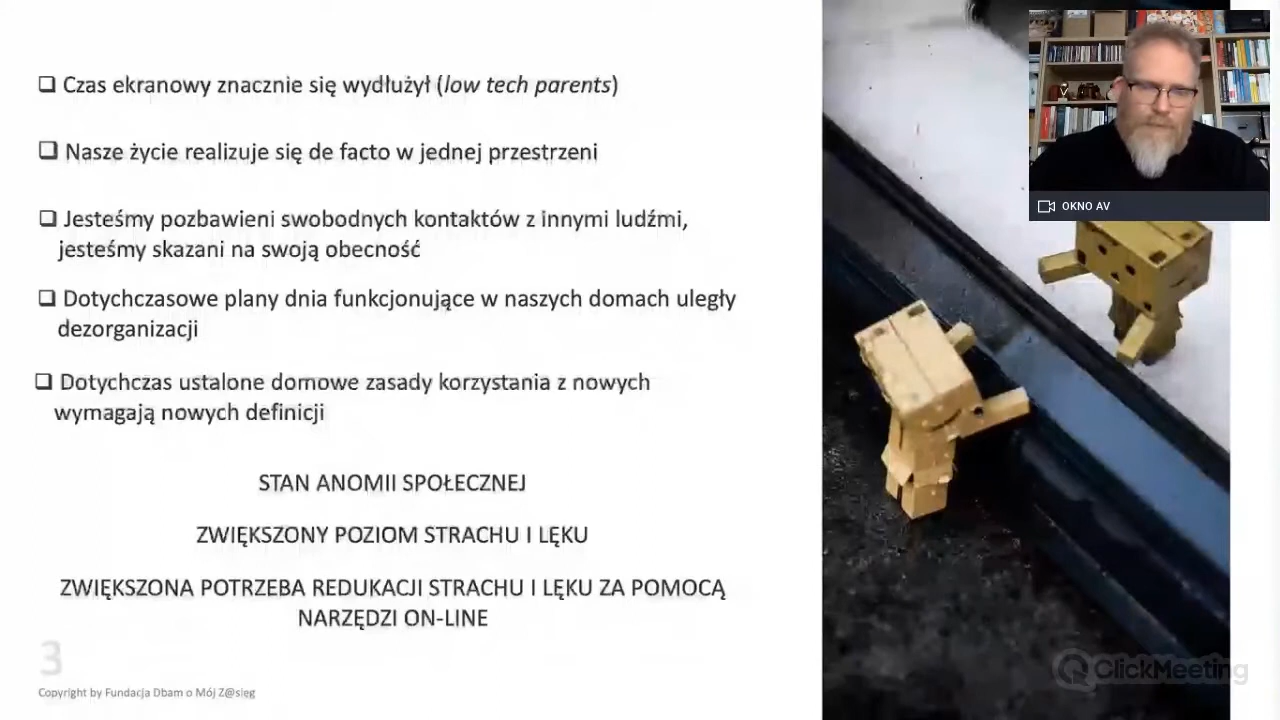 ❑ Czas ekranowy znacznie się wydłużył (low tech parents)
❑ Nasze życie realizuje się de facto w jednej przestrzeni
❑ Jesteśmy pozbawieni swobodnych kontaktów z innymi ludźmi,
jesteśmy skazani na swoją obecność
❑ Dotychczasowe plany dnia funkcjonujące w naszych domach uległy
dezorganizacji
❑ Dotychczas ustalone domowe zasady korzystania z nowych
wymagają nowych definicji
STAN ANOMII SPOŁECZNEJ
ZWIĘKSZONY POZIOM STRACHU I LĘKU
ZWIĘKSZONA POTRZEBA REDUKACJI STRACHU I LĘKU ZA POMOCĄ
NARZĘDZI ON-LINE
3
Copyright by Fundacja Dbam o Mój Z@sięg
OKNO AV
ClickMeeting